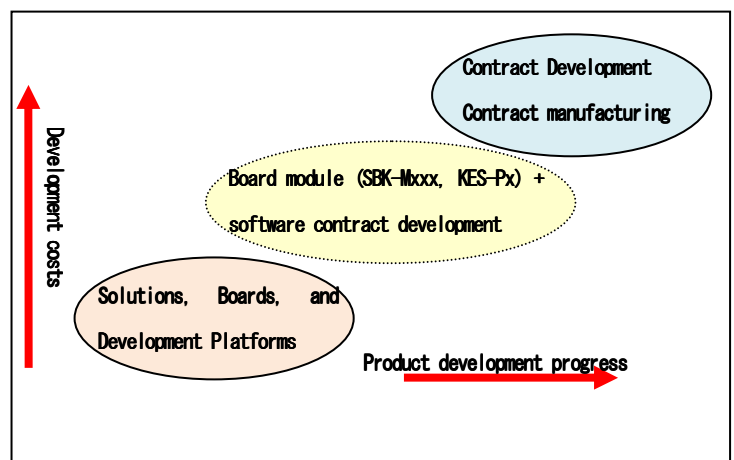 Contract Development
Contract manufacturing
Development costs
Board module (SBK-Mxxx, KES-Px) +
software contract development
Solutions, Boards, and
Development Platforms
Product development progress